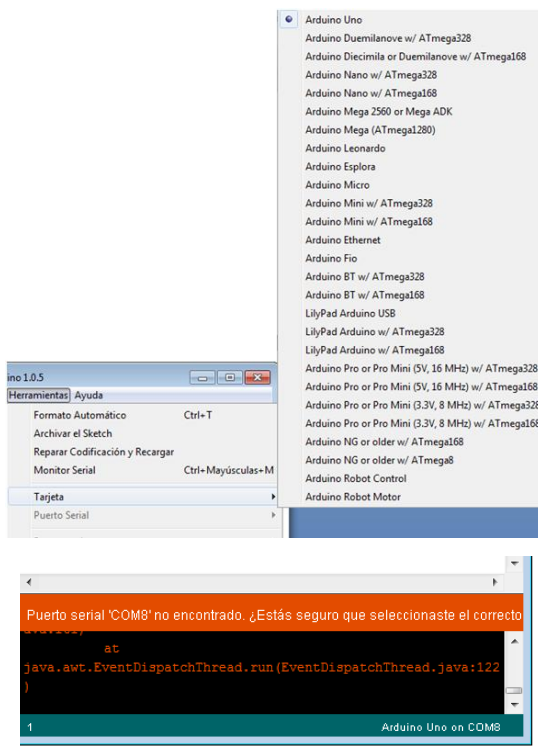 Arduino Uno
Arduino Duemilanove w/ ATmega328
Arduino Diecimila or Duemilanove w/ ATmega168
Arduino Nano w/ ATmega328
Arduino Nano w/ ATmega168
Arduino Mega 2560 or Mega ADK
Arduino Mega (ATmega1280)
Arduino Leonardo
Arduino Esplora
Arduino Micro
Arduino Mini w/ ATmega328
Arduino Mini w/ ATmega168
Arduino Ethernet
Arduino Fio
Arduino BT w/ ATmega328
Arduino BT w/ ATmega168
LilyPad Arduino USB
LilyPad Arduino w/ ATmega328
LilyPad Arduino w/ ATmega168
Arduino Pro or Pro Mini (5V, 16 MHz) w/ ATmega328
Arduino Pro or Pro Mini (5V, 16 MHz) w/ ATmega168
Arduino Pro or Pro Mini (3.3V, 8 MHz) w/ ATmega328
Arduino Pro or Pro Mini (3.3V, 8 MHz) w/ ATmega168
Arduino NG or older w/ ATmega168
Arduino NG or older w/ ATmega8
Arduino Robot Control
Arduino Robot Motor
ino 1.0.5
Herramientas Ayuda
Formato Automático Ctrl+T
Archivar el Sketch
Reparar Codificación y Recargar
Monitor Serial Ctrl+Mayúsculas+M
Tarjeta
Puerto Serial
Puerto serial 'COM8' no encontrado. ¿Estás seguro que seleccionaste el correcto
at
java.awt.EventDispatchThread.run(EventDispatchThread.java:122
)
1 Arduino Uno on COM8